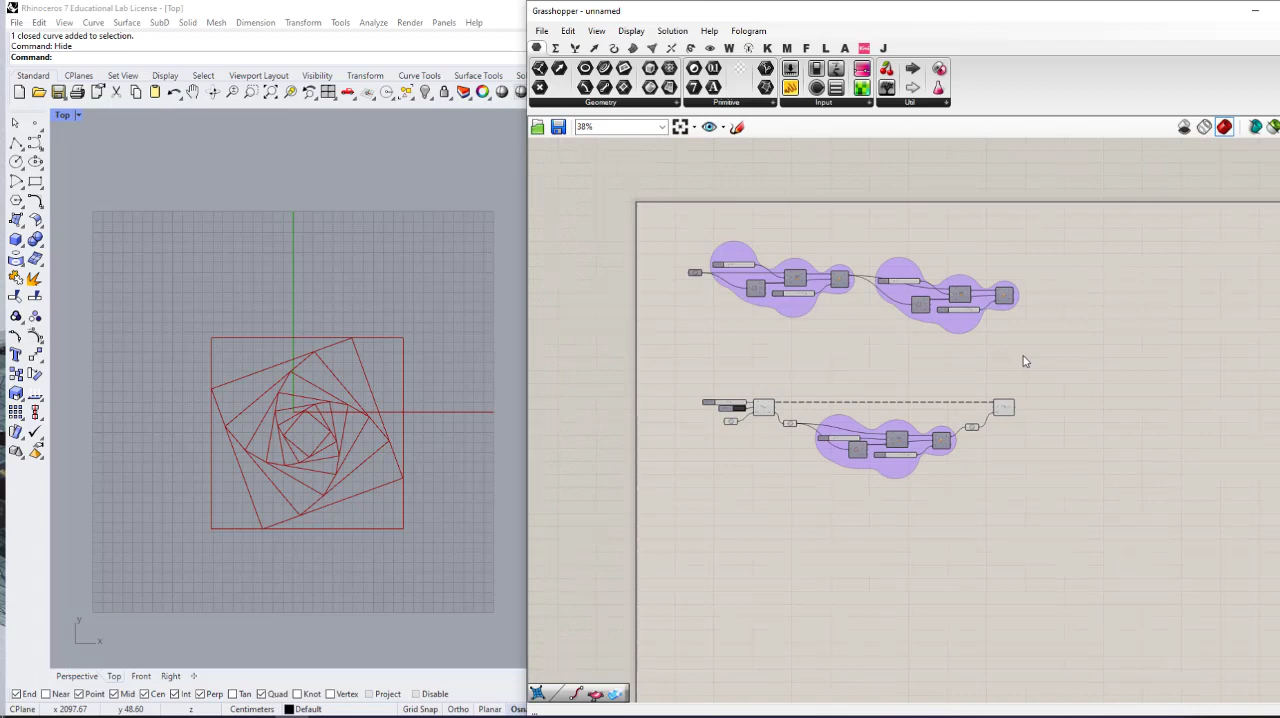 Rhinoceros 7 Educational Lab License - [Top]
File Edit View Curve Surface SubD Solid Mesh Dimension Transform Tools Analyze Render Panels Help
1 closed curve added to selection.
Command: Hide
Command:
Standard CPlanes Set View Display Select Viewport Layout Visibility Transform Curve Tools Surface Tools So
Top
y
x
Perspective Top Front Right
End Near Point Mid Cen Int Perp Tan Quad Knot Vertex Project Disable
CPlane x 2097.67 y 48.60 z Centimeters Default Grid Snap Ortho Planar Osn
Grasshopper - unnamed
File Edit View Display Solution Help Fologram
W K M F L A J
Geometry Primitive Input Util
38%